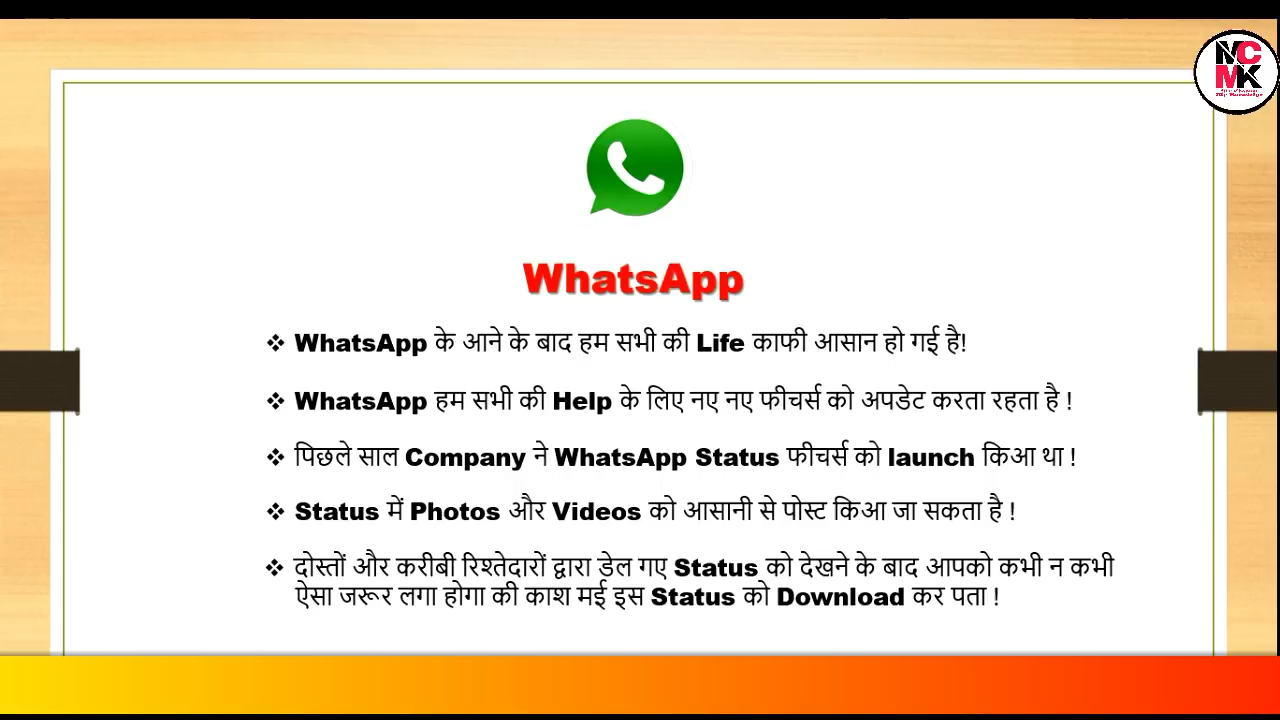 NC
MK
WhatsApp
❖ WhatsApp के आने के बाद हम सभी की Life काफी आसान हो गई है!
❖ WhatsApp हम सभी की Help के लिए नए नए फीचर्स को अपडेट करता रहता है !
❖ पिछले साल Company ने WhatsApp Status फीचर्स को launch किआ था !
❖ Status में Photos और Videos को आसानी से पोस्ट किआ जा सकता है !
❖ दोस्तों और करीबी रिश्तेदारों द्वारा डेल गए Status को देखने के बाद आपको कभी न कभी
ऐसा जरूर लगा होगा की काश मई इस Status को Download कर पता !